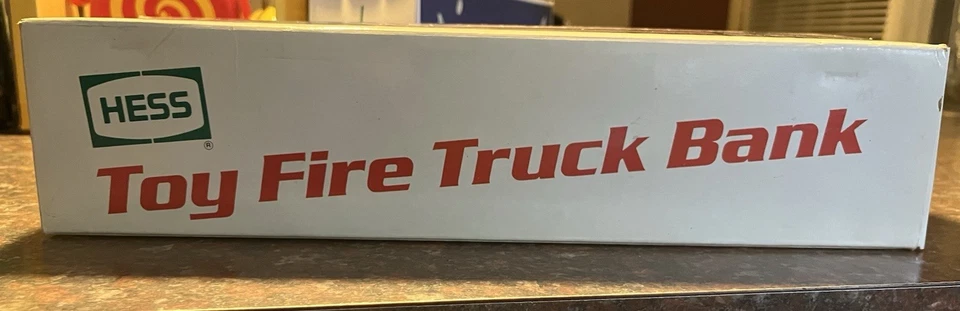 HESS
®
Toy Fire Truck Bank